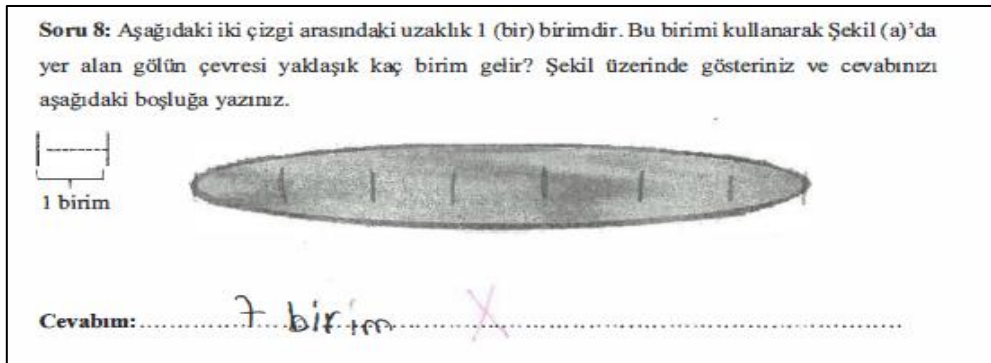 Soru 8: Aşağıdaki iki çizgi arasındaki uzaklık 1 (bir) birimdir. Bu birimi kullanarak Şekil (a)'da
yer alan gölün çevresi yaklaşık kaç birim gelir? Şekil üzerinde gösteriniz ve cevabınızı
aşağıdaki boşluğa yazınız.
1 birim
Cevabım:............7 birim.............................................